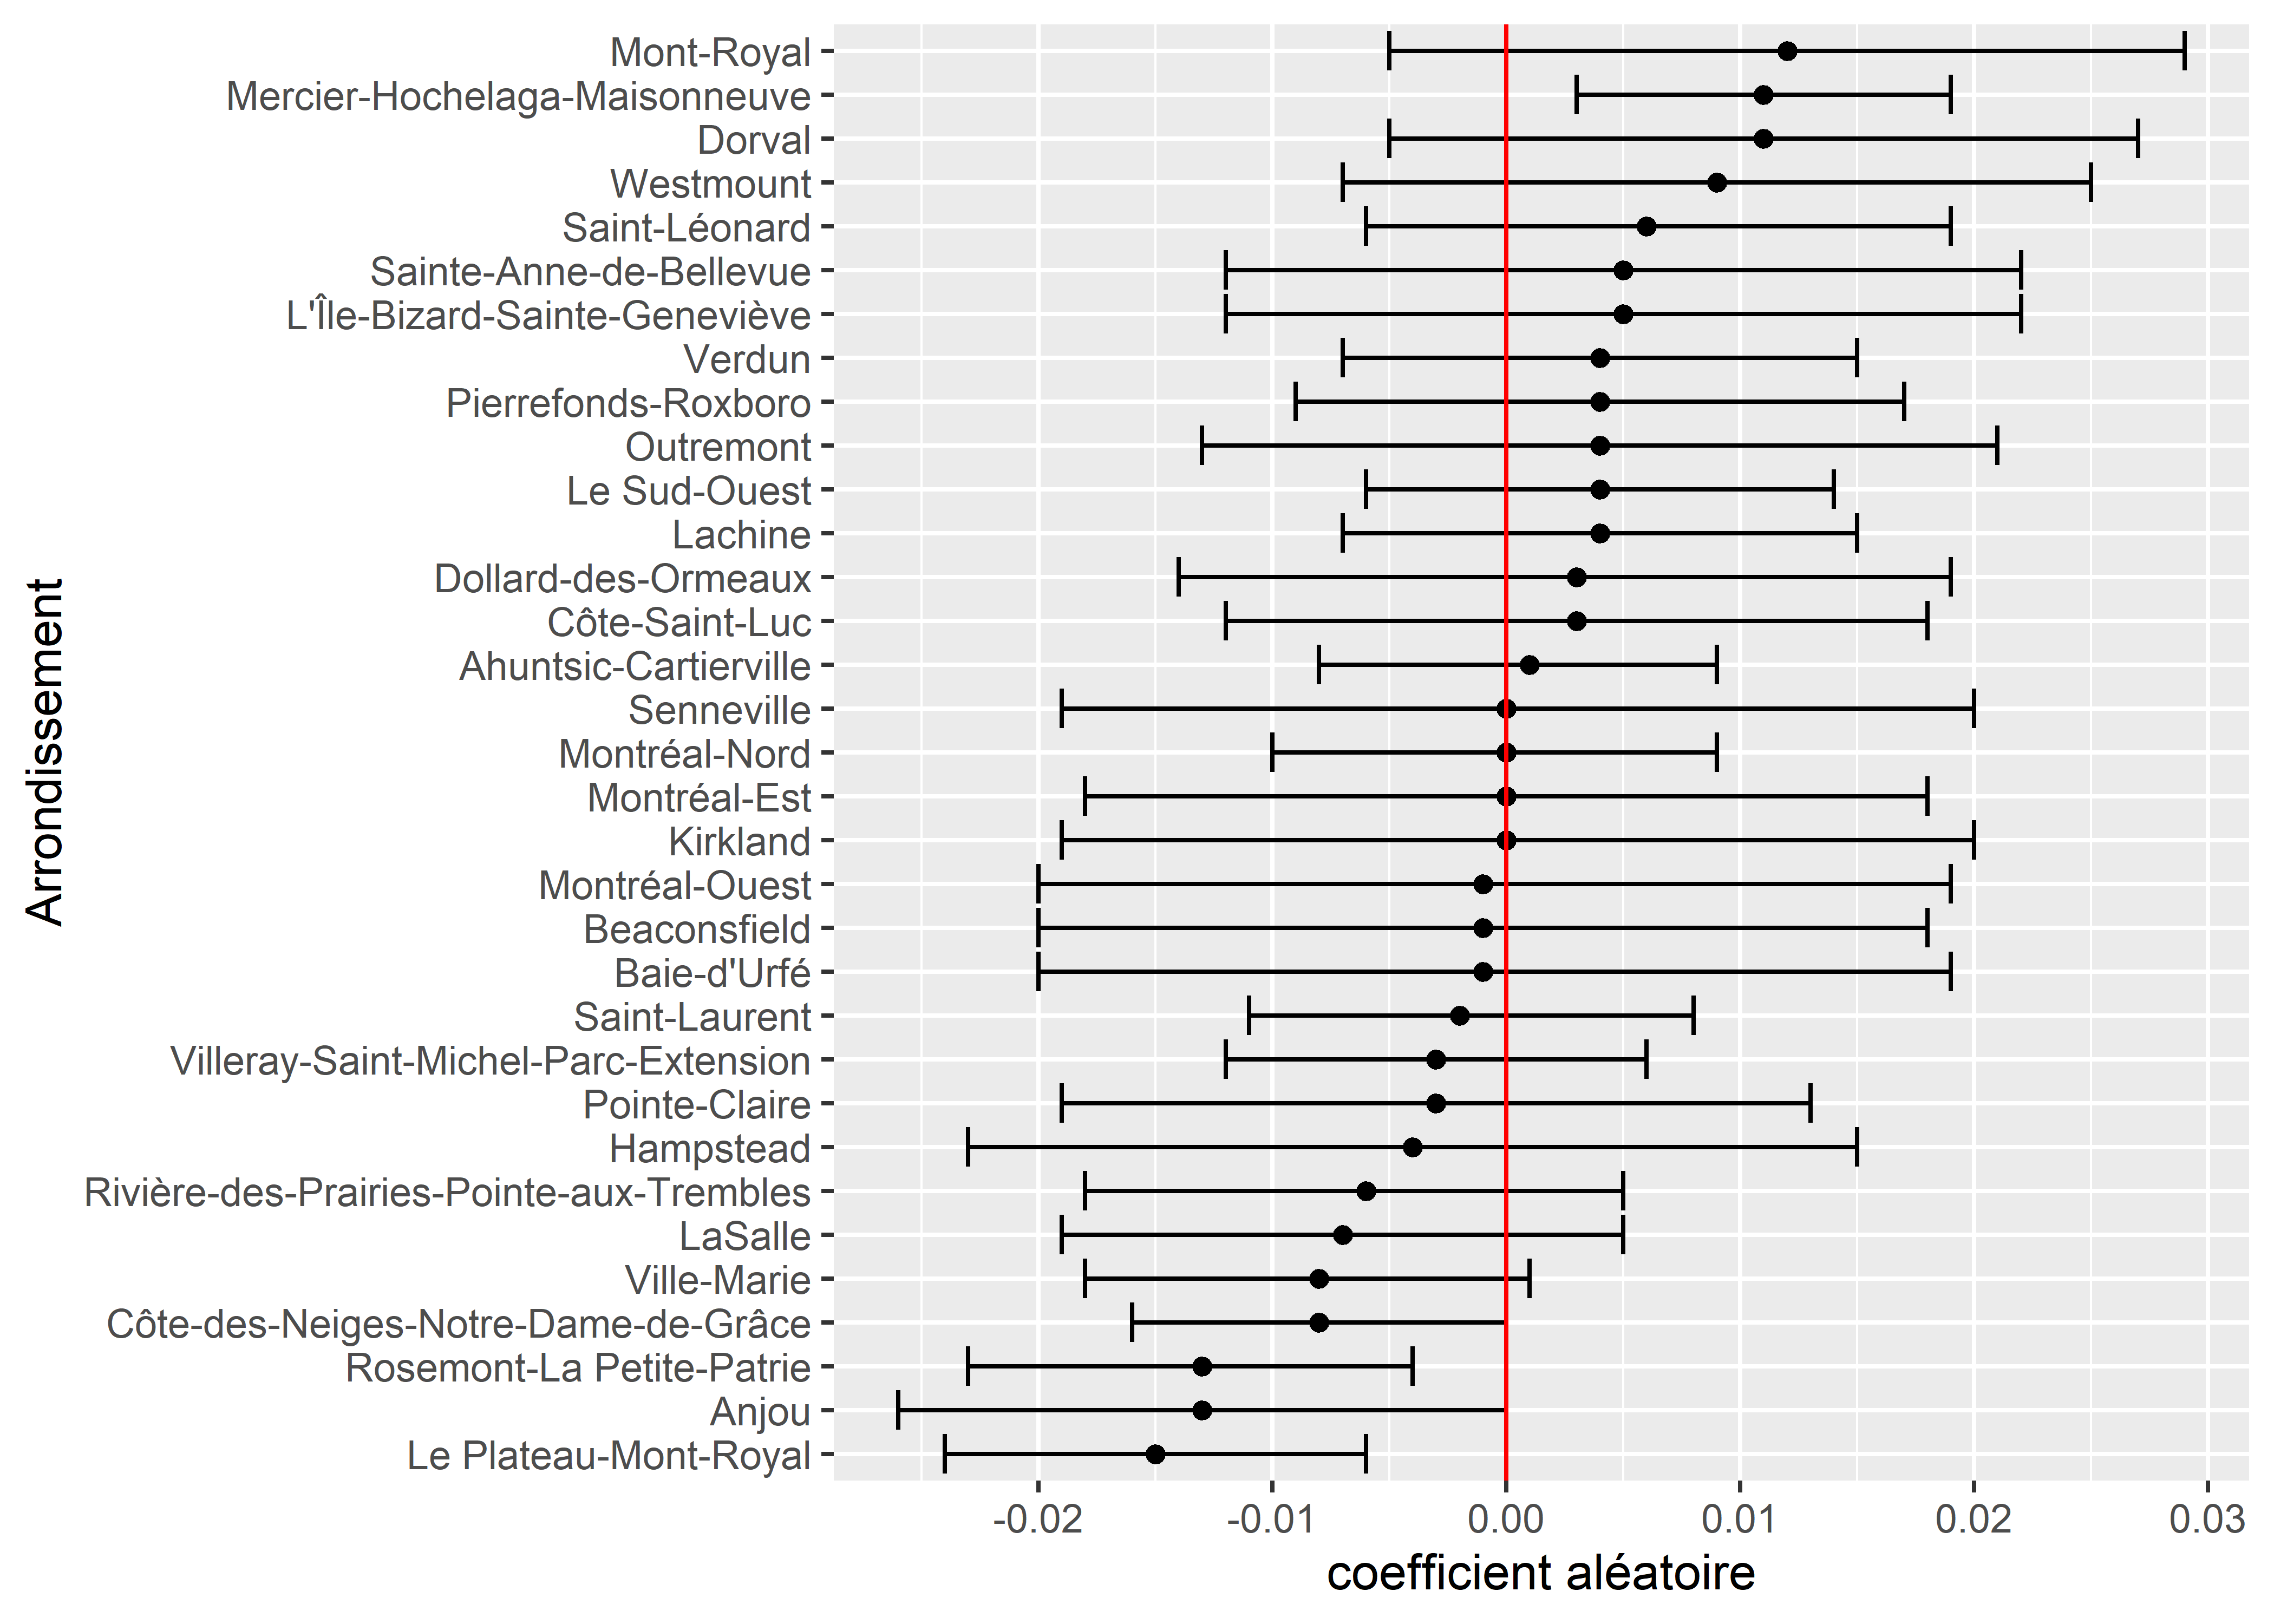 Mont-Royal
Mercier-Hochelaga-Maisonneuve
Dorval
Westmount
Saint-Léonard
Sainte-Anne-de-Bellevue
L'Île-Bizard-Sainte-Geneviève
Verdun
Pierrefonds-Roxboro
Outremont
Le Sud-Ouest
Lachine
Dollard-des-Ormeaux
Côte-Saint-Luc
Ahuntsic-Cartierville
Senneville
Montréal-Nord
Montréal-Est
Kirkland
Montréal-Ouest
Beaconsfield
Baie-d'Urfé
Saint-Laurent
Villeray-Saint-Michel-Parc-Extension
Pointe-Claire
Hampstead
Rivière-des-Prairies-Pointe-aux-Trembles
LaSalle
Ville-Marie
Côte-des-Neiges-Notre-Dame-de-Grâce
Rosemont-La Petite-Patrie
Anjou
Le Plateau-Mont-Royal
Arrondissement
-0.02 -0.01 0.00 0.01 0.02 0.03
coefficient aléatoire